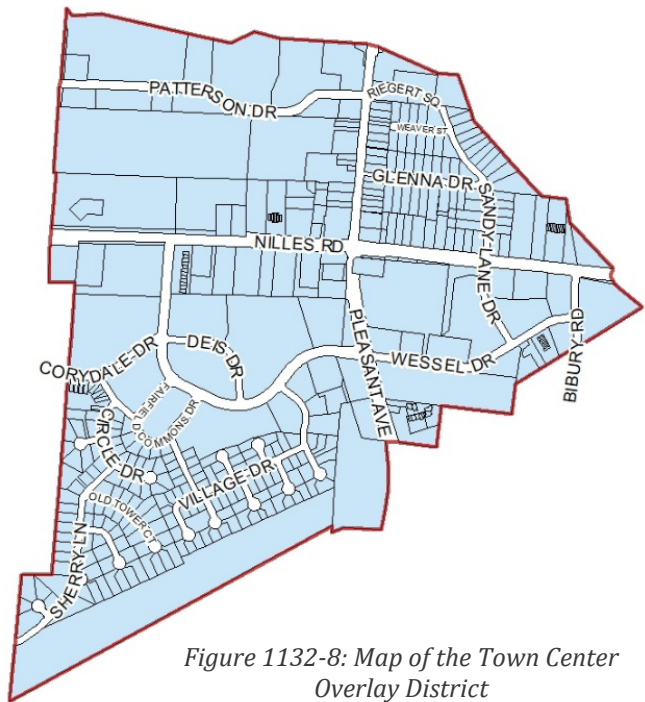 PATTERSON DR
RIEGERT SQ
WEAVER ST
GLENNA DR
SANDY LANE DR
NILLES RD
PLEASANT AVE
DEIS DR
WESSEL DR
BIBURY RD
CORYDALE DR
FAIRFIELD COMMONS DR
CIRCLE DR
VILLAGE DR
OLD TOWER CT
SHERRY LN
Figure 1132-8: Map of the Town Center
Overlay District